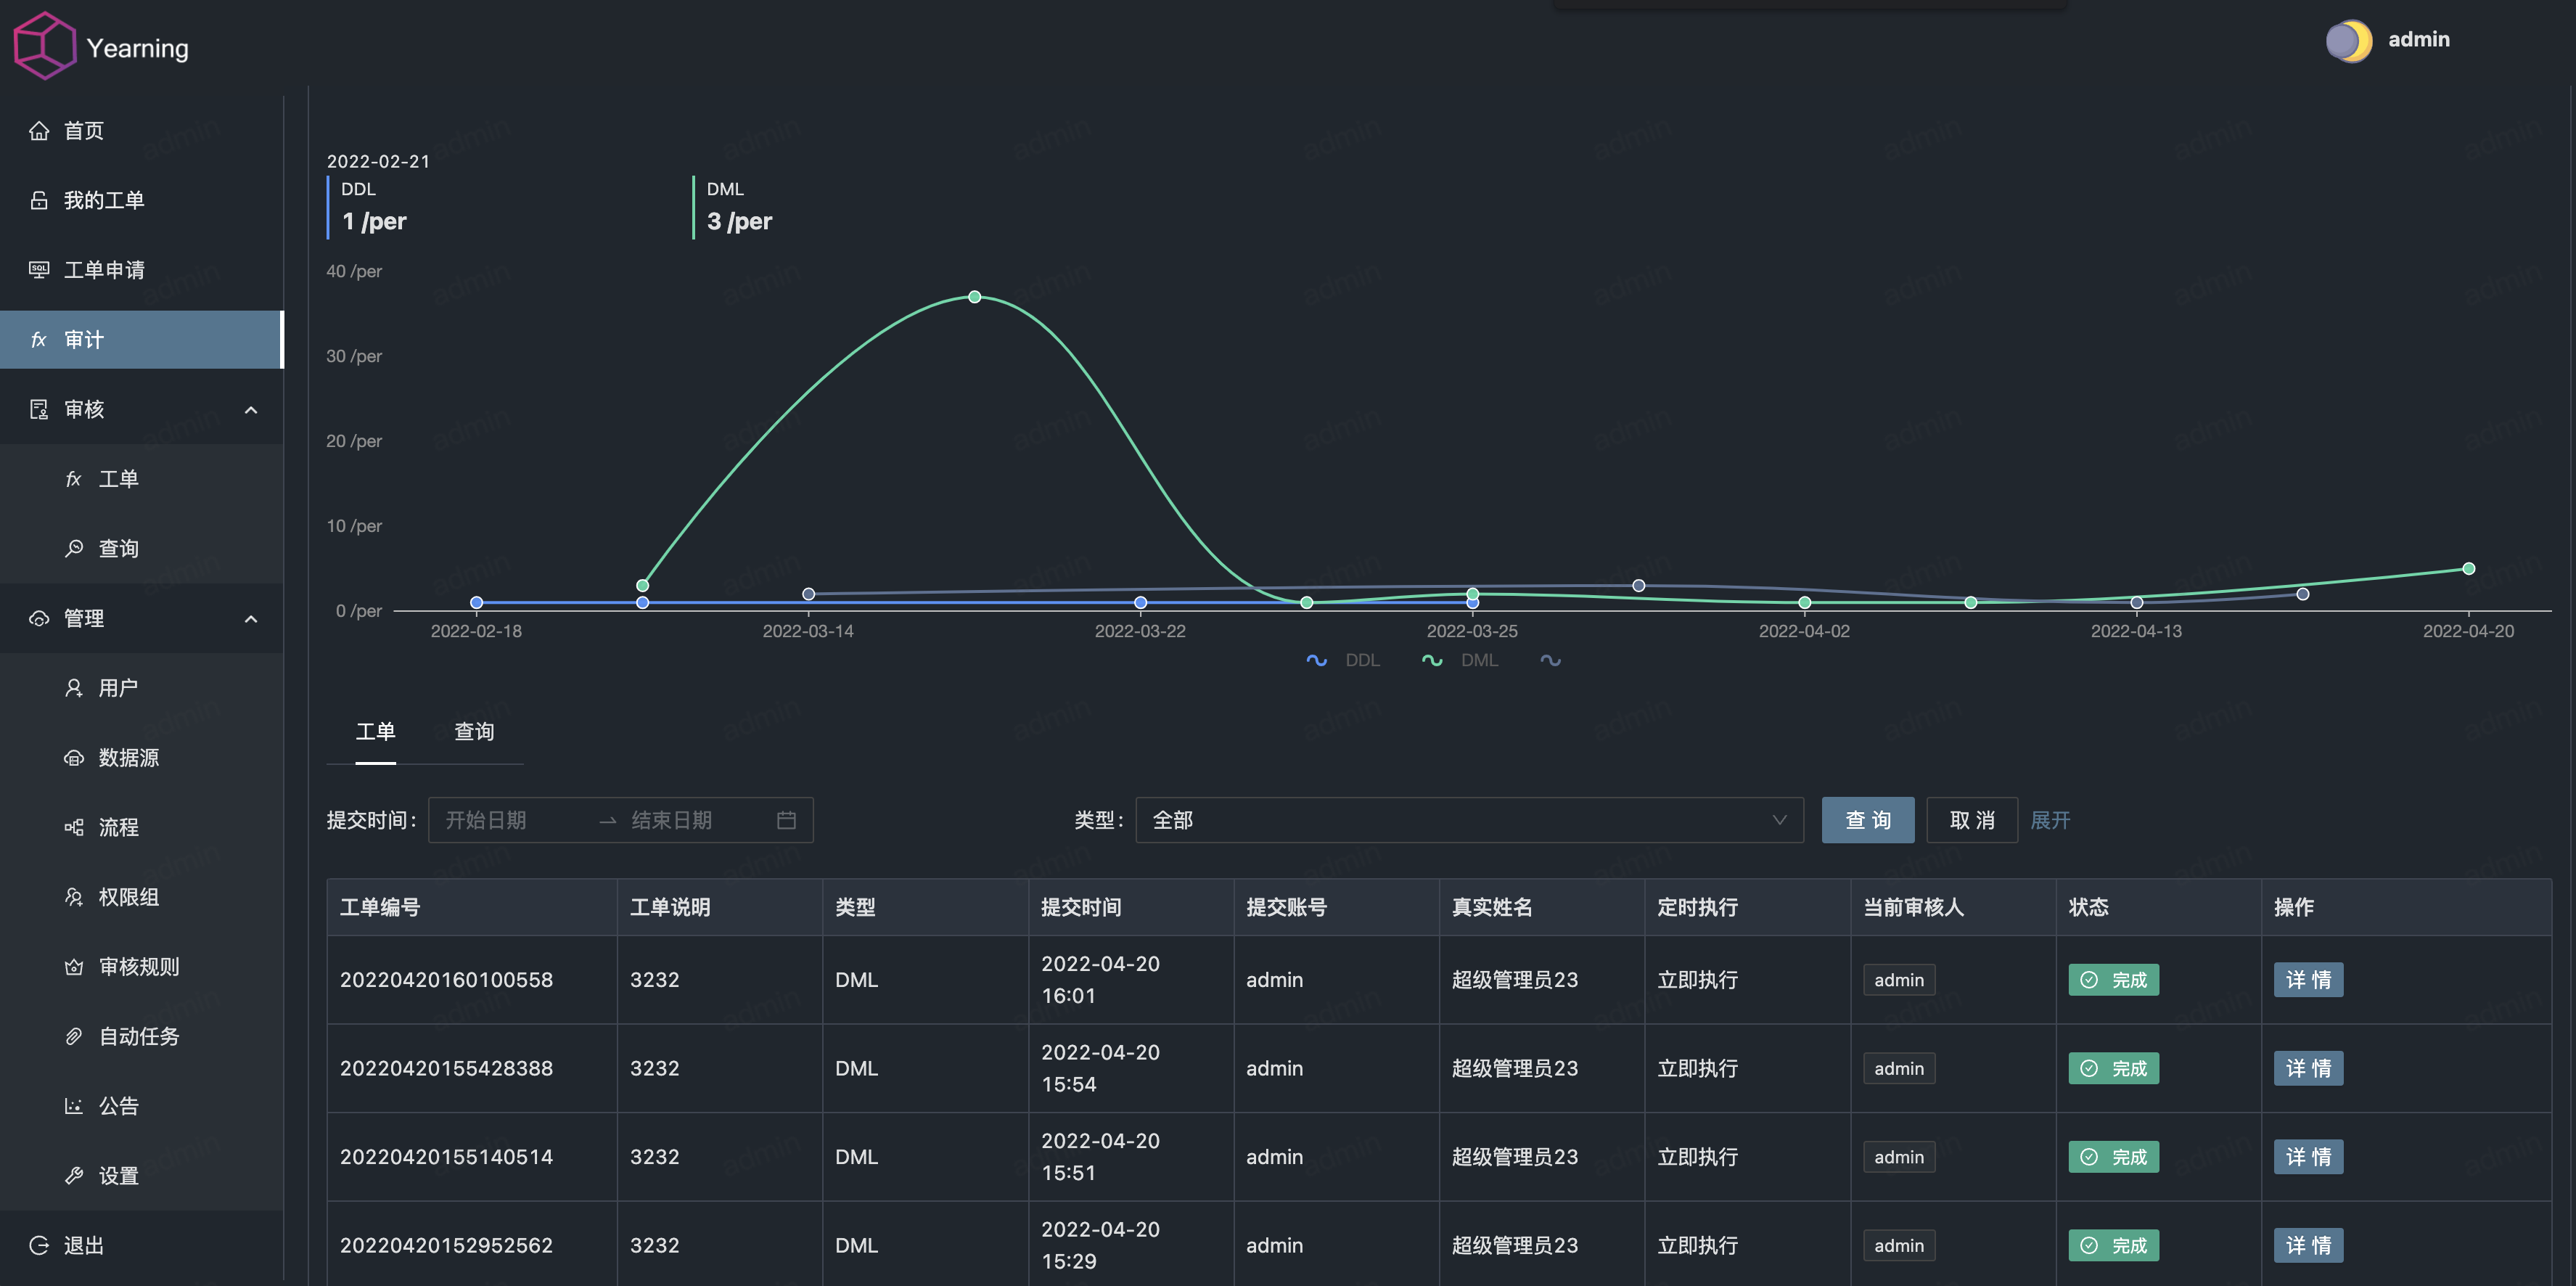 Yearning
admin
首页
我的工单
工单申请
审计
审核
工单
查询
管理
用户
数据源
流程
权限组
审核规则
自动任务
公告
设置
退出
2022-02-21
DDL
1 /per
DML
3 /per
40 /per
30 /per
20 /per
10 /per
0 /per
2022-02-18 2022-03-14 2022-03-22 2022-03-25 2022-04-02 2022-04-13 2022-04-20
DDL DML
工单 查询
提交时间: 开始日期 结束日期 类型: 全部 查 询 取 消 展开
工单编号 工单说明 类型 提交时间 提交账号 真实姓名 定时执行 当前审核人 状态 操作
20220420160100558 3232 DML 2022-04-20 16:01 admin 超级管理员23 立即执行 admin 完成 详 情
20220420155428388 3232 DML 2022-04-20 15:54 admin 超级管理员23 立即执行 admin 完成 详 情
20220420155140514 3232 DML 2022-04-20 15:51 admin 超级管理员23 立即执行 admin 完成 详 情
20220420152952562 3232 DML 2022-04-20 15:29 admin 超级管理员23 立即执行 admin 完成 详 情